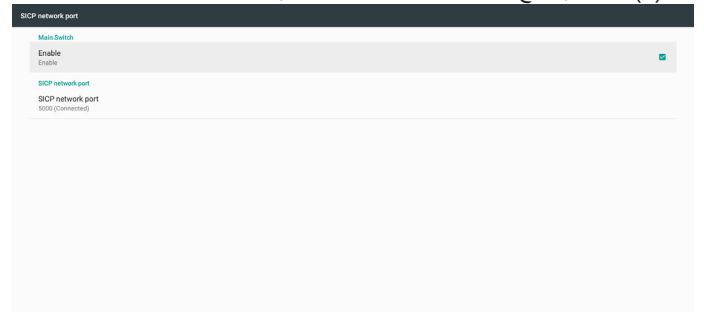 SICP network port
Main Switch
Enable
Enable
SICP network port
SICP network port
5000 (Connected)